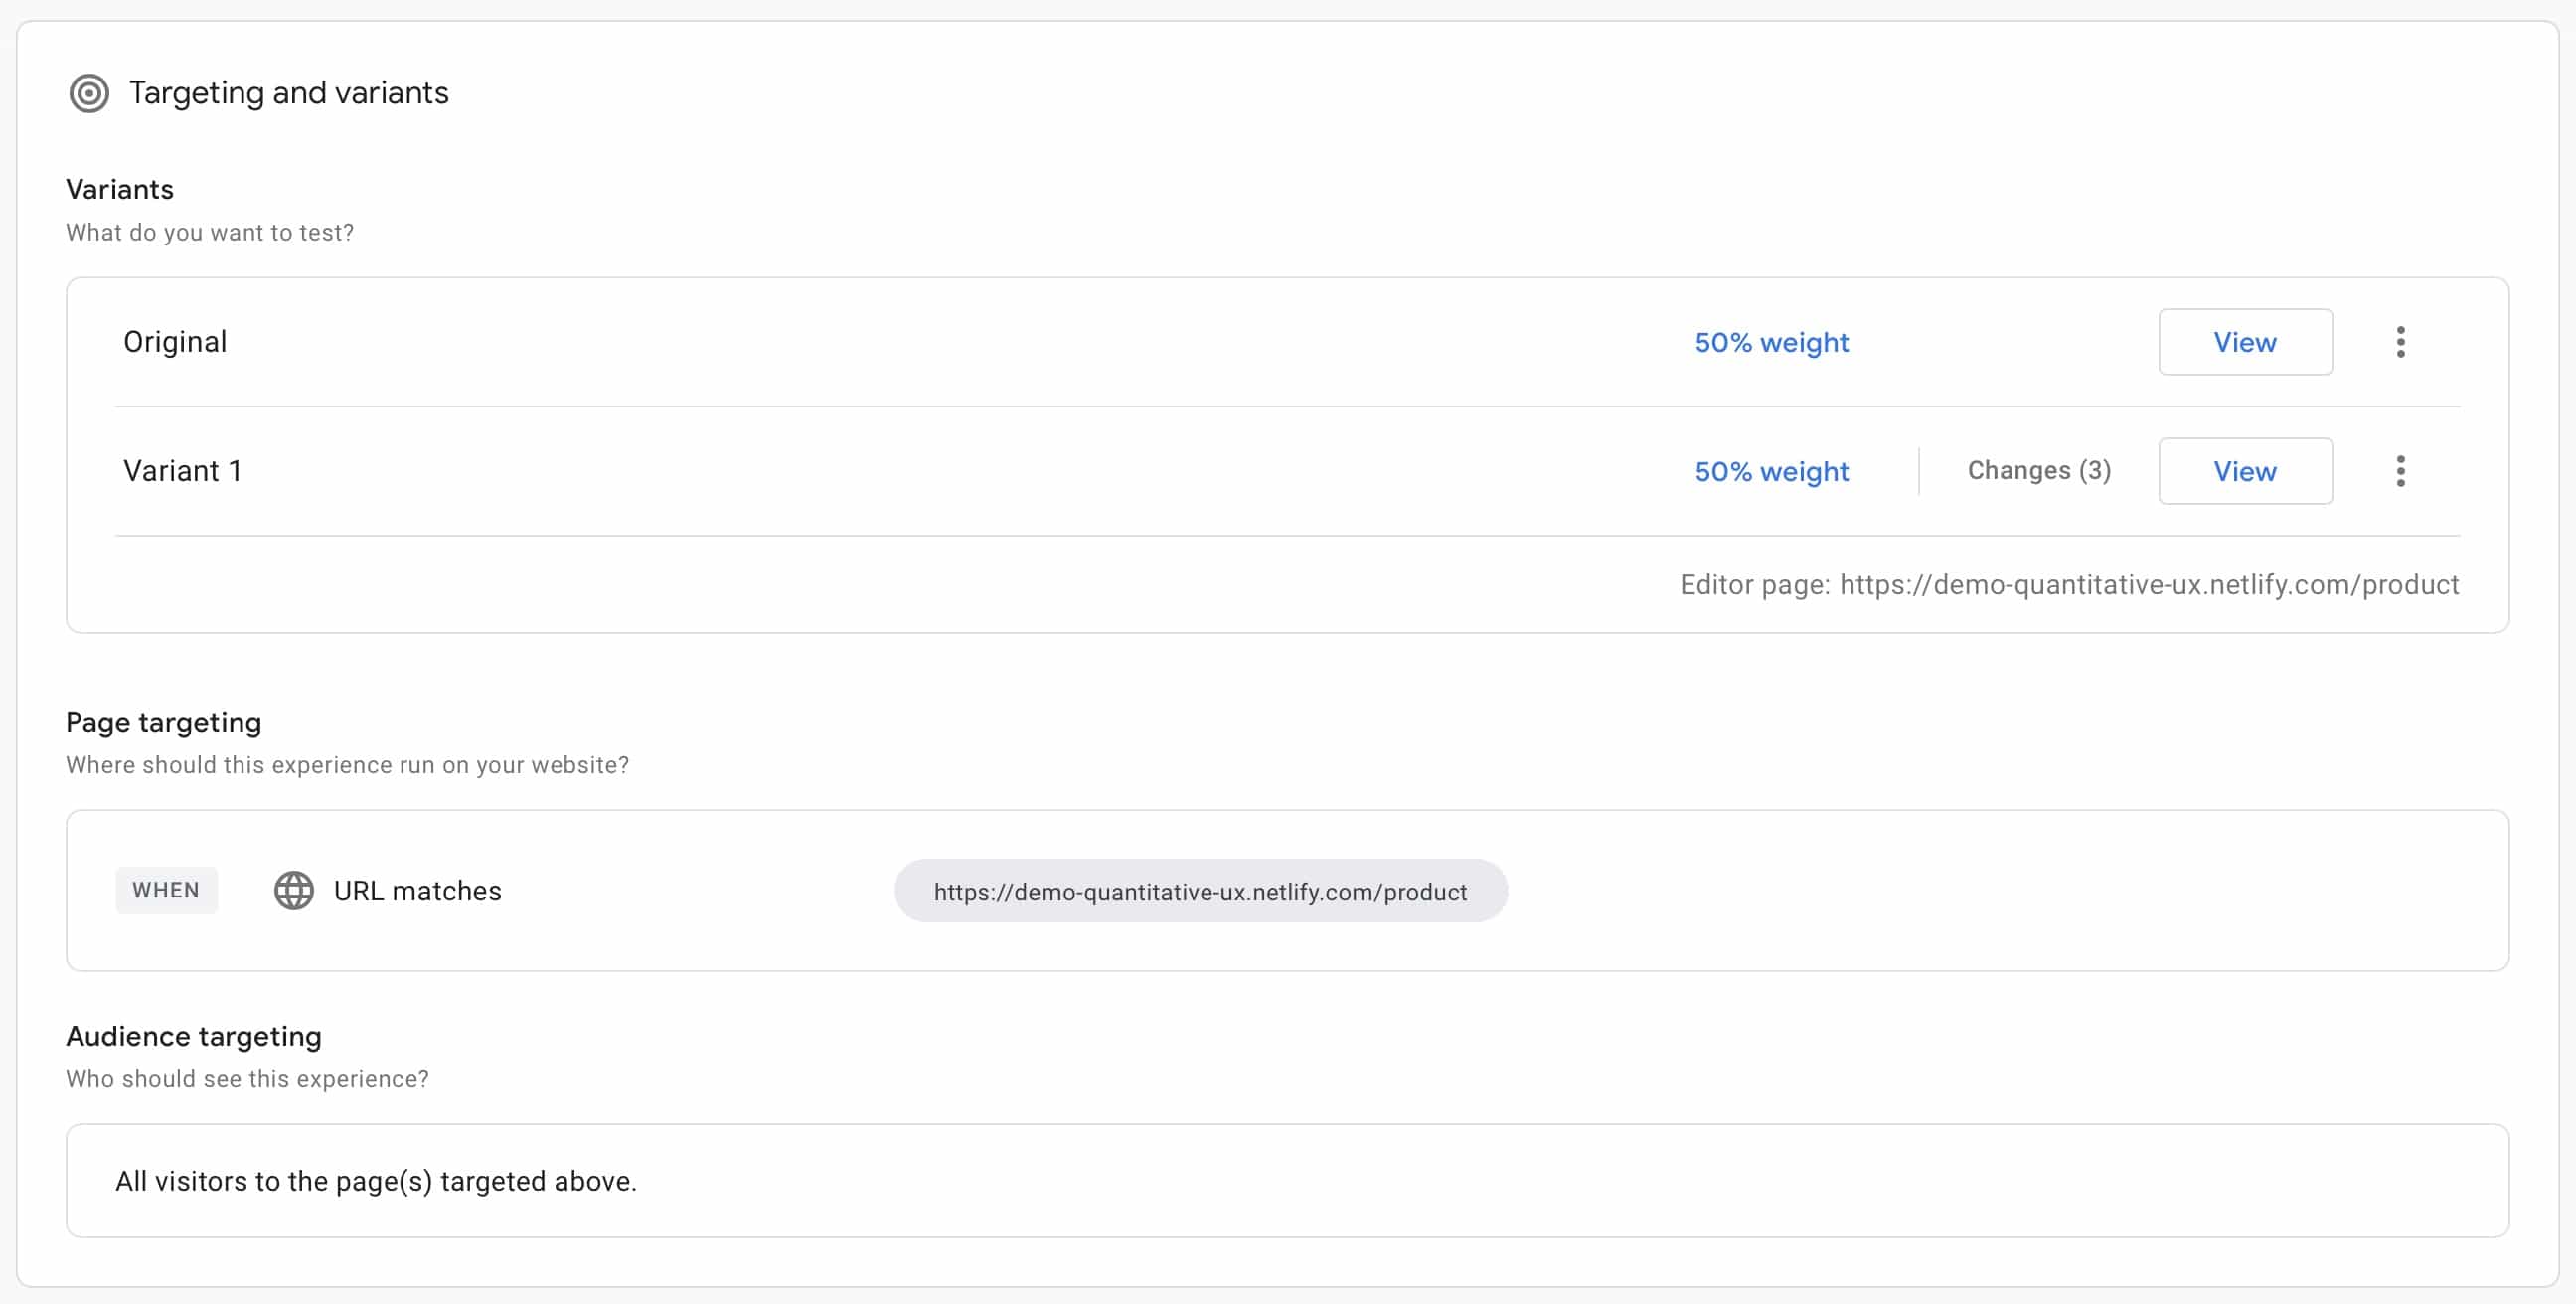 Targeting and variants
Variants
What do you want to test?
Original 50% weight View
Variant 1 50% weight Changes (3) View
Editor page: https://demo-quantitative-ux.netlify.com/product
Page targeting
Where should this experience run on your website?
WHEN URL matches https://demo-quantitative-ux.netlify.com/product
Audience targeting
Who should see this experience?
All visitors to the page(s) targeted above.